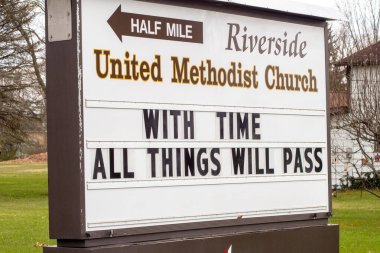 HALF MILE
Riverside
United Methodist Church
WITH TIME
ALL THINGS WILL PASS